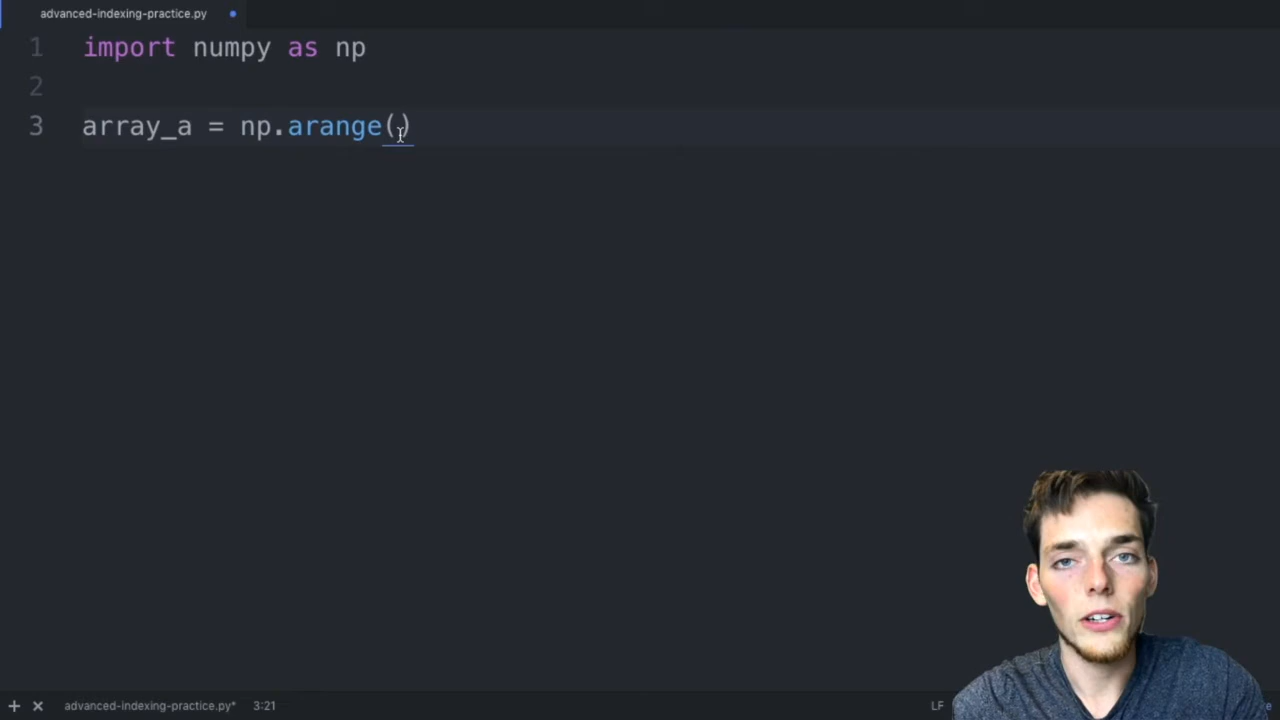 advanced-indexing-practice.py
1 import numpy as np
2
3 array_a = np.arange()
advanced-indexing-practice.py* 3:21 LF